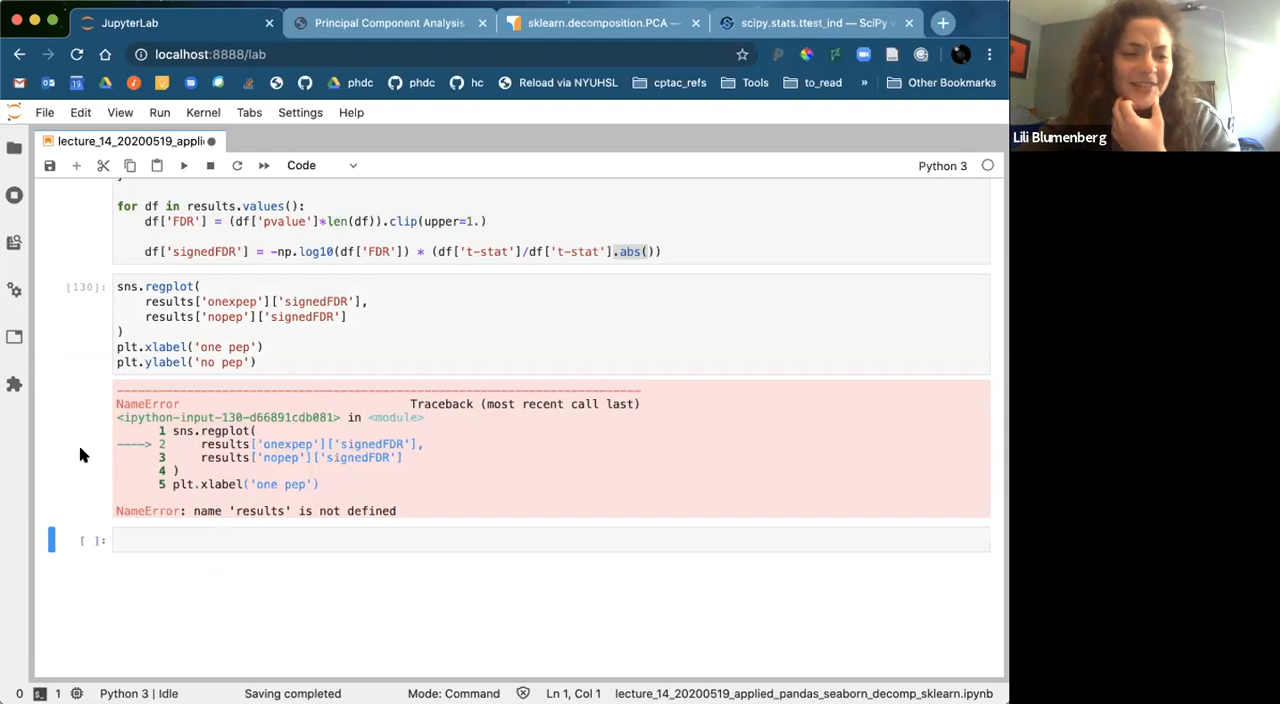 JupyterLab
Principal Component Analysis
sklearn.decomposition.PCA —
scipy.stats.ttest_ind — SciPy v
localhost:8888/lab
phdc
phdc
hc
Reload via NYUHSL
cptac_refs
Tools
to_read
»
Other Bookmarks
File Edit View Run Kernel Tabs Settings Help
lecture_14_20200519_appli
Code
Python 3
for df in results.values():
df['FDR'] = (df['pvalue']*len(df)).clip(upper=1.)
df['signedFDR'] = -np.log10(df['FDR']) * (df['t-stat']/df['t-stat'].abs())
[130]:
sns.regplot(
results['onexpep']['signedFDR'],
results['nopep']['signedFDR']
)
plt.xlabel('one pep')
plt.ylabel('no pep')
---------------------------------------------------------------------------
NameError Traceback (most recent call last)
<ipython-input-130-d66891cdb081> in <module>
1 sns.regplot(
----> 2 results['onexpep']['signedFDR'],
3 results['nopep']['signedFDR']
4 )
5 plt.xlabel('one pep')
NameError: name 'results' is not defined
[ ]:
0 1 Python 3 | Idle Saving completed Mode: Command Ln 1, Col 1 lecture_14_20200519_applied_pandas_seaborn_decomp_sklearn.ipynb
Lili Blumenberg